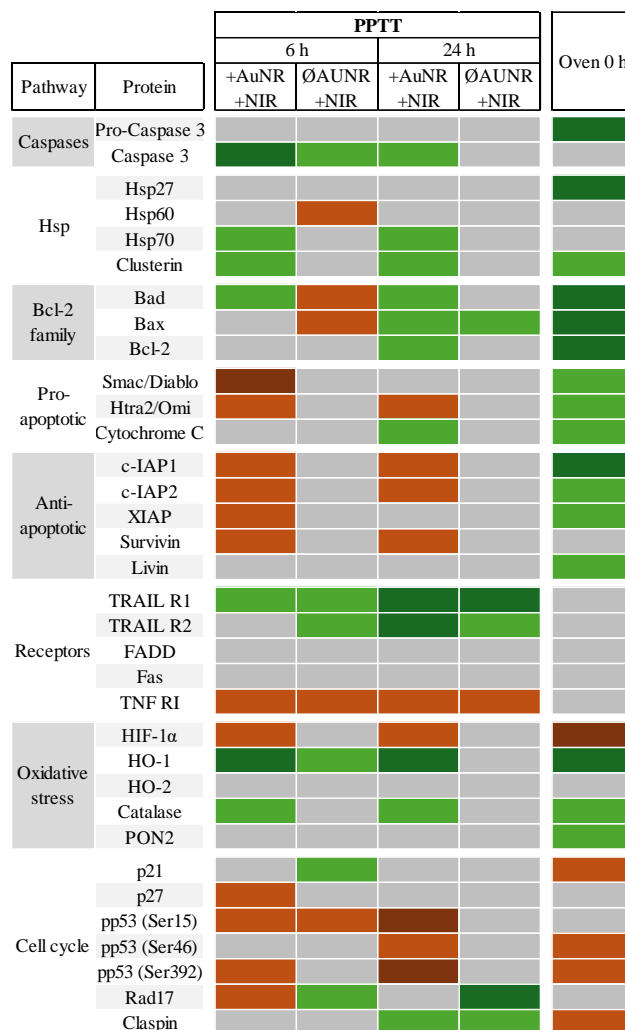 PPTT
6 h 24 h
Oven 0 h
Pathway Protein +AuNR ØAUNR +AuNR ØAUNR
+NIR +NIR +NIR +NIR
Caspases
Pro-Caspase 3
Caspase 3
Hsp
Hsp27
Hsp60
Hsp70
Clusterin
Bcl-2
family
Bad
Bax
Bcl-2
Pro-
apoptotic
Smac/Diablo
Htra2/Omi
Cytochrome C
Anti-
apoptotic
c-IAP1
c-IAP2
XIAP
Survivin
Livin
Receptors
TRAIL R1
TRAIL R2
FADD
Fas
TNF RI
Oxidative
stress
HIF-1α
HO-1
HO-2
Catalase
PON2
Cell cycle
p21
p27
pp53 (Ser15)
pp53 (Ser46)
pp53 (Ser392)
Rad17
Claspin